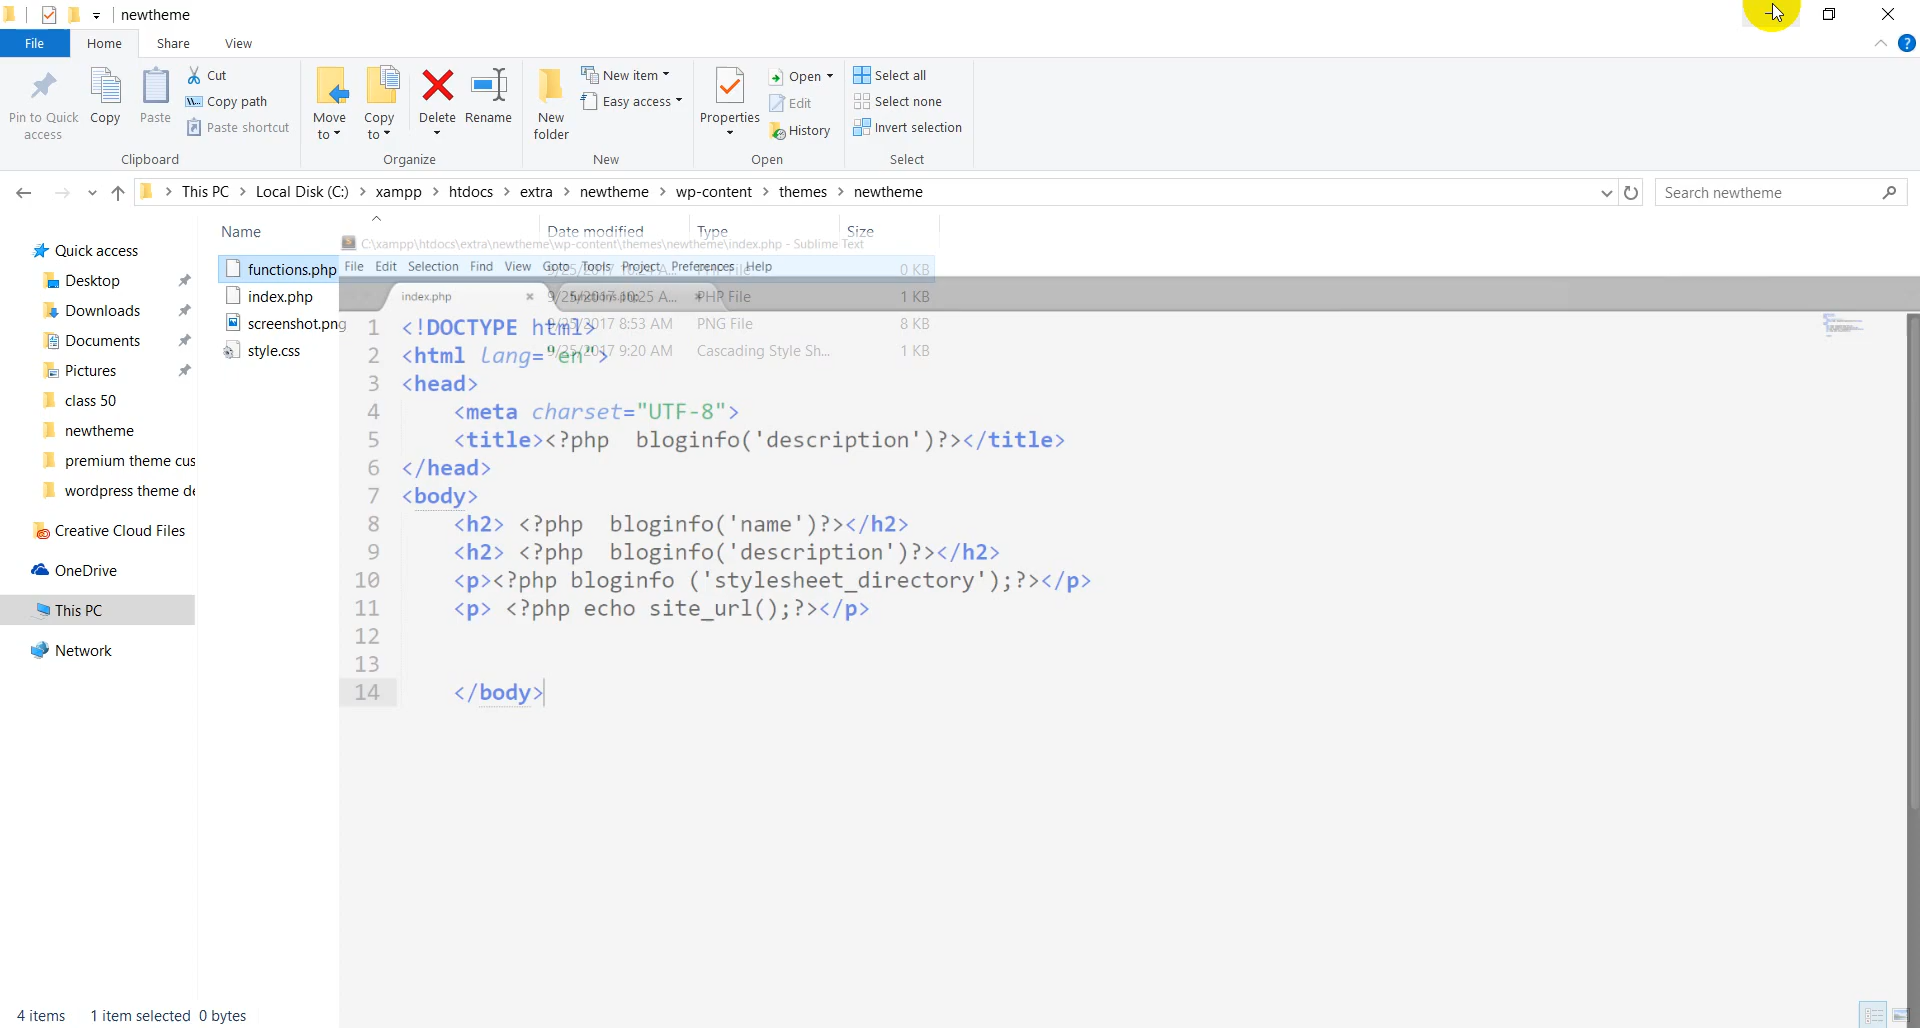 newtheme
File Home Share View
Pin to Quick access
Copy
Paste
Cut
Copy path
Paste shortcut
Clipboard
Move to
Copy to
Delete
Rename
Organize
New folder
New item
Easy access
New
Properties
Open
Edit
History
Open
Select all
Select none
Invert selection
Select
This PC > Local Disk (C:) > xampp > htdocs > extra > newtheme > wp-content > themes > newtheme
Search newtheme
Name Date modified Type Size
functions.php 0 KB
index.php 9/25/2017 10:25 A... PHP File 1 KB
screenshot.png 9/25/2017 8:53 AM PNG File 8 KB
style.css 9/25/2017 9:20 AM Cascading Style Sh... 1 KB
Quick access
Desktop
Downloads
Documents
Pictures
class 50
newtheme
premium theme cus
wordpress theme de
Creative Cloud Files
OneDrive
This PC
Network
C:\xampp\htdocs\extra\newtheme\wp-content\themes\newtheme\index.php - Sublime Text
File Edit Selection Find View Goto Tools Project Preferences Help
index.php functions.php
1 <!DOCTYPE html>
2 <html lang="en">
3 <head>
4 <meta charset="UTF-8">
5 <title><?php  bloginfo('description')?></title>
6 </head>
7 <body>
8 <h2> <?php  bloginfo('name')?></h2>
9 <h2> <?php  bloginfo('description')?></h2>
10 <p><?php bloginfo ('stylesheet_directory');?></p>
11 <p> <?php echo site_url();?></p>
12
13
14 </body>
4 items 1 item selected 0 bytes